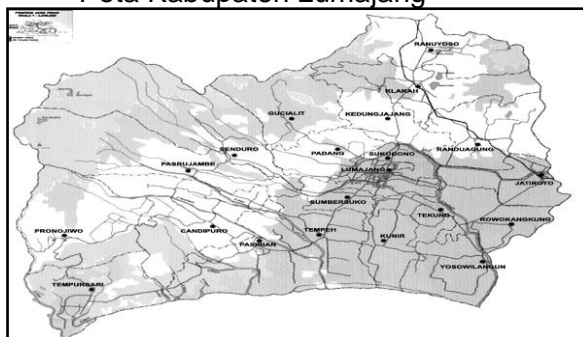 Peta Kabupaten Lumajang
RANUYOSO
KLAKAH
GUCIALIT
KEDUNGJAJANG
SENDURO
PADANG
SUKODONO
RANDUAGUNG
PASRUJAMBE
LUMAJANG
JATIROTO
SUMBERSUKO
TEKUNG
ROWOKANGKUNG
PRONOJIWO
CANDIPURO
PASIRIAN
TEMPEH
KUNIR
YOSOWILANGUN
TEMPURSARI